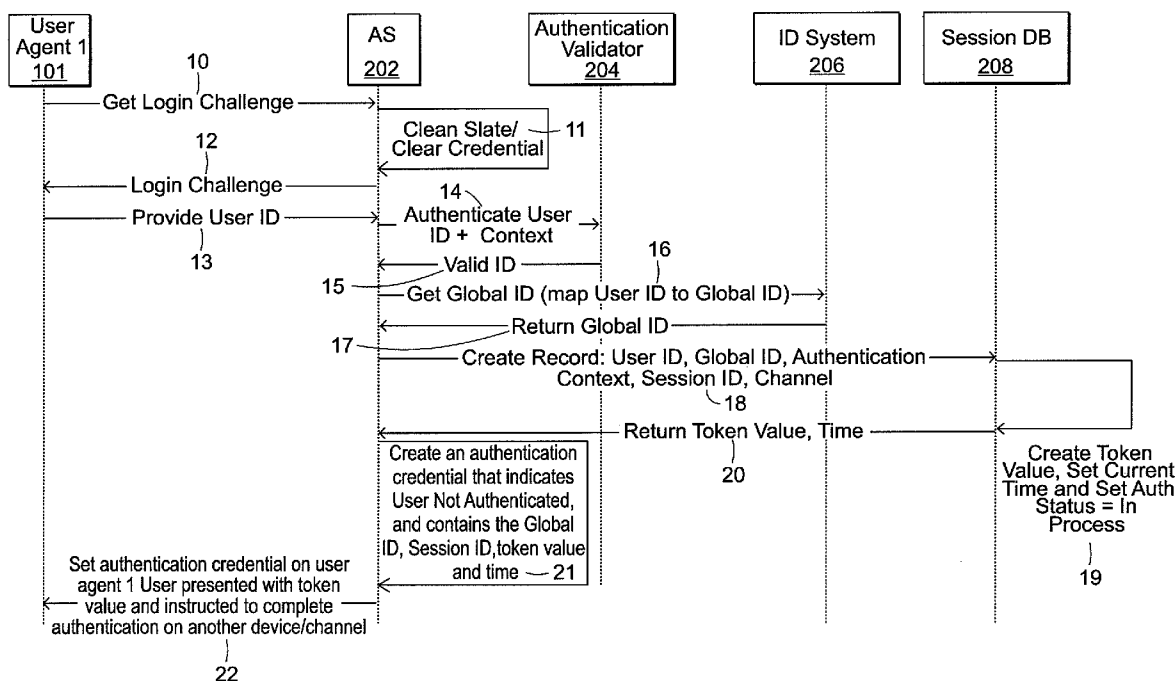 User
Agent 1
101
AS
202
Authentication
Validator
204
ID System
206
Session DB
208
10
Get Login Challenge
Clean Slate/
Clear Credential
11
12
Login Challenge
Provide User ID
13
14
Authenticate User
ID + Context
Valid ID
15
16
Get Global ID (map User ID to Global ID)
Return Global ID
17
Create Record: User ID, Global ID, Authentication
Context, Session ID, Channel
18
Return Token Value, Time
20
Create Token
Value, Set Current
Time and Set Auth
Status = In
Process
19
Create an authentication
credential that indicates
User Not Authenticated,
and contains the Global
ID, Session ID,token value
and time
21
Set authentication credential on user
agent 1 User presented with token
value and instructed to complete
authentication on another device/channel
22